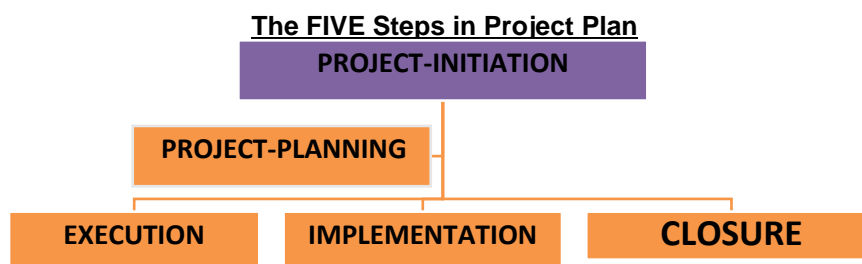 The FIVE Steps in Project Plan
PROJECT-INITIATION
PROJECT-PLANNING
EXECUTION
IMPLEMENTATION
CLOSURE